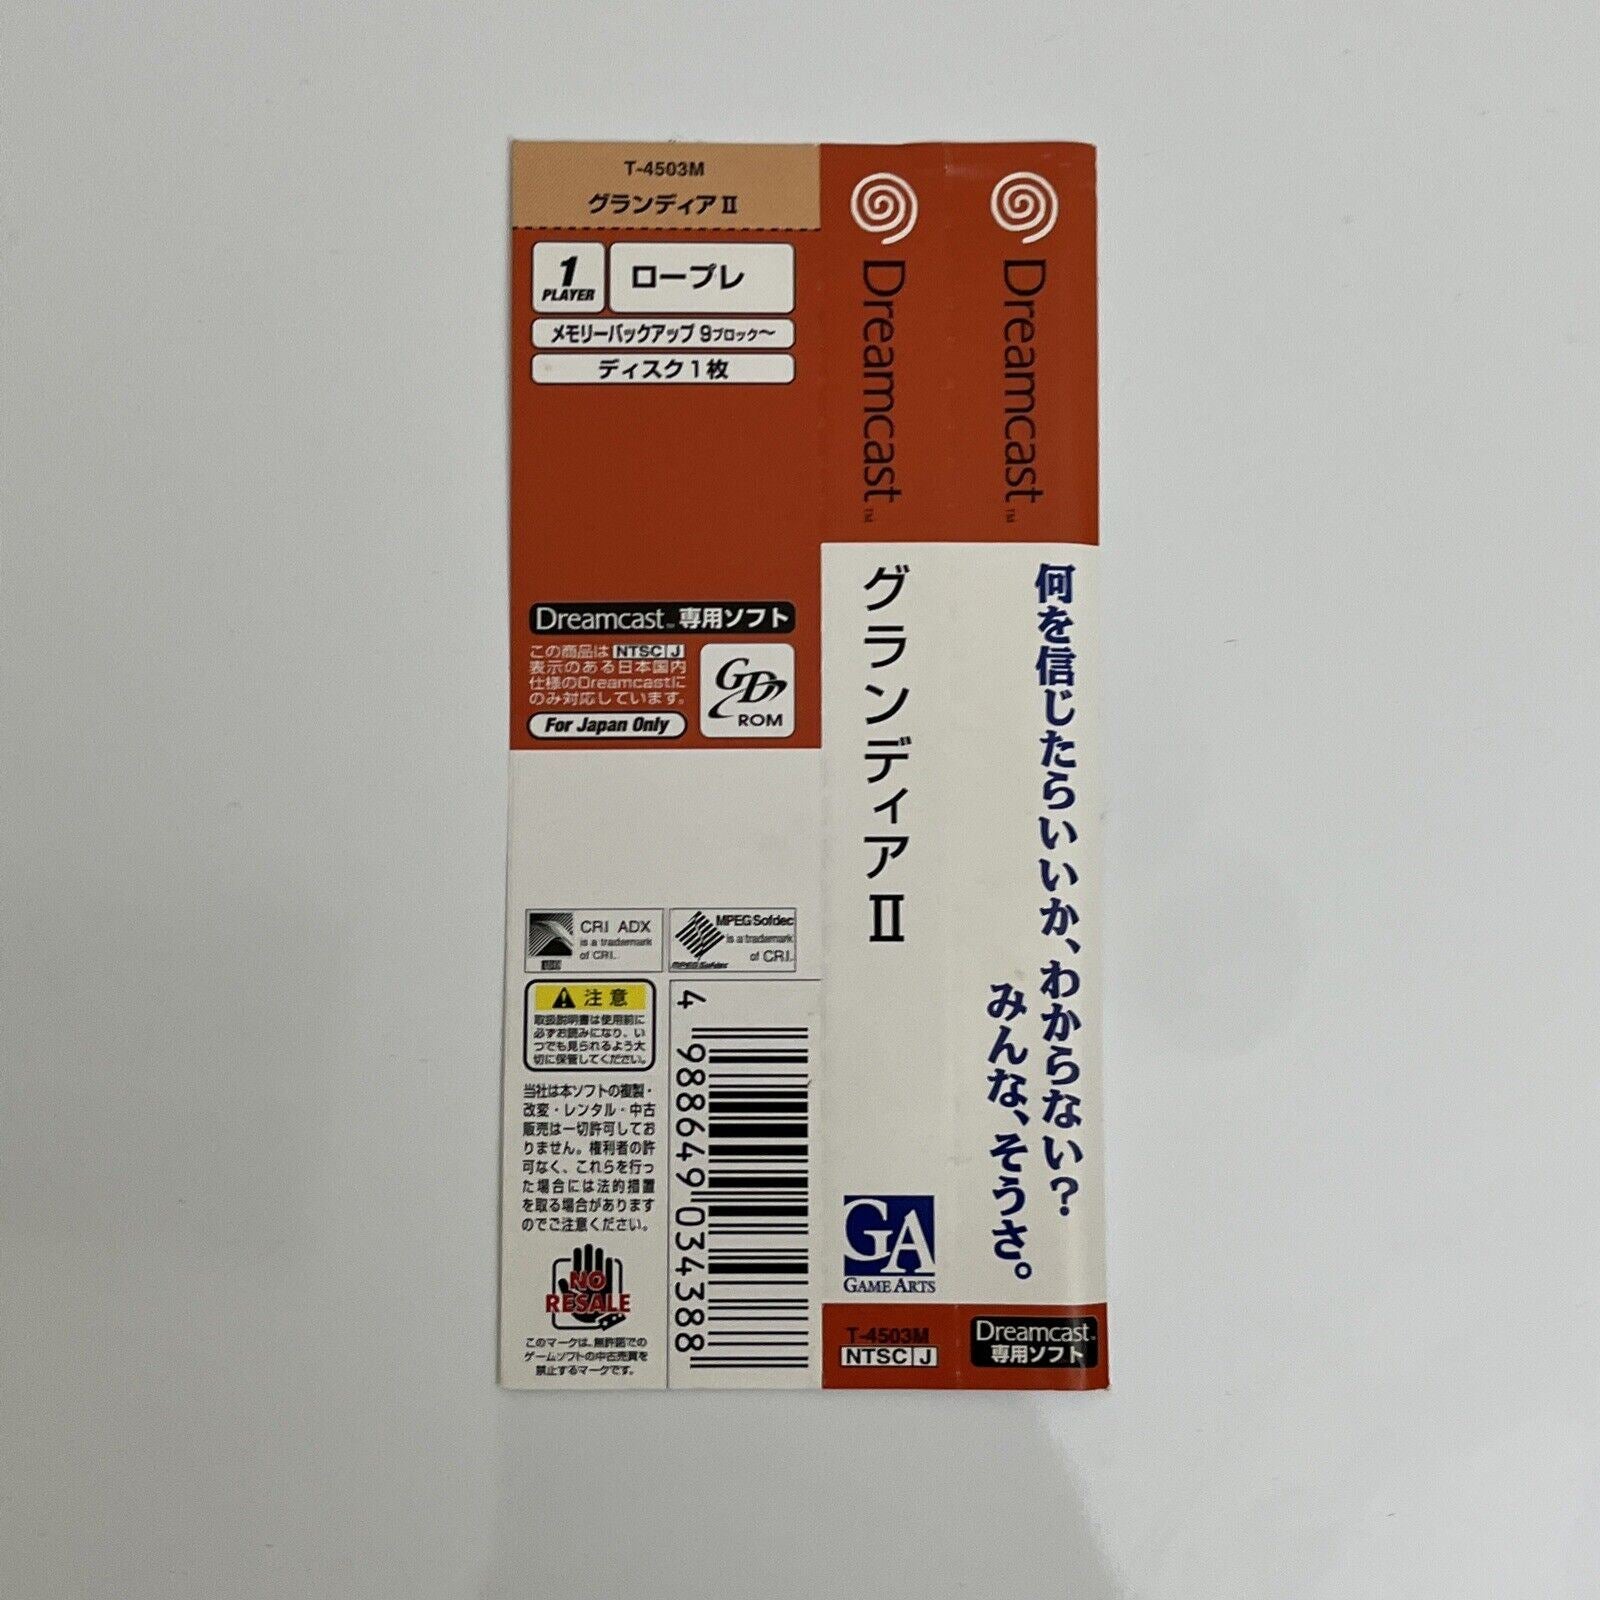 T-4503M
グランディアⅡ
1
PLAYER
ロープレ
メモリーバックアップ 9ブロック〜
ディスク1枚
Dreamcast™ 専用ソフト
この商品は NTSC J
表示のある日本国内
仕様のDreamcastに
のみ対応しています。
For Japan Only
GD
ROM
CRI ADX
is a trademark
of CRI.
MPEG Sofdec
is a trademark
of CRI.
MPEG Sofdec
注意
取扱説明書は使用前に
必ずお読みになり、い
つでも見られるよう大
切に保管してください。
当社は本ソフトの複製・
改変・レンタル・中古
販売は一切許可してお
りません。権利者の許
可なく、これらを行っ
た場合には法的措置
を取る場合があります
のでご注意ください。
NO
RESALE
このマークは、無許諾での
ゲームソフトの中古売買を
禁止するマークです。
4 988649 034388
Dreamcast™
グランディアⅡ
GA
GAME ARTS
T-4503M
NTSC J
Dreamcast™
何を信じたらいいか、わからない?
みんな、そうさ。
Dreamcast™
専用ソフト